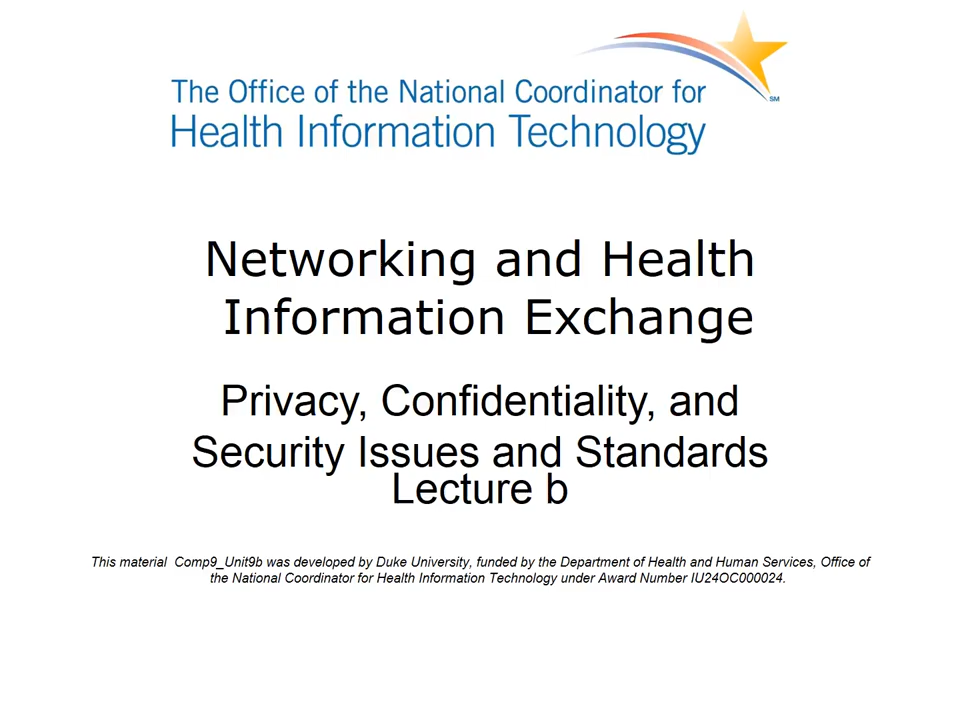 The Office of the National Coordinator for
Health Information Technology
SM
Networking and Health
Information Exchange
Privacy, Confidentiality, and
Security Issues and Standards
Lecture b
This material  Comp9_Unit9b was developed by Duke University, funded by the Department of Health and Human Services, Office of
the National Coordinator for Health Information Technology under Award Number IU24OC000024.